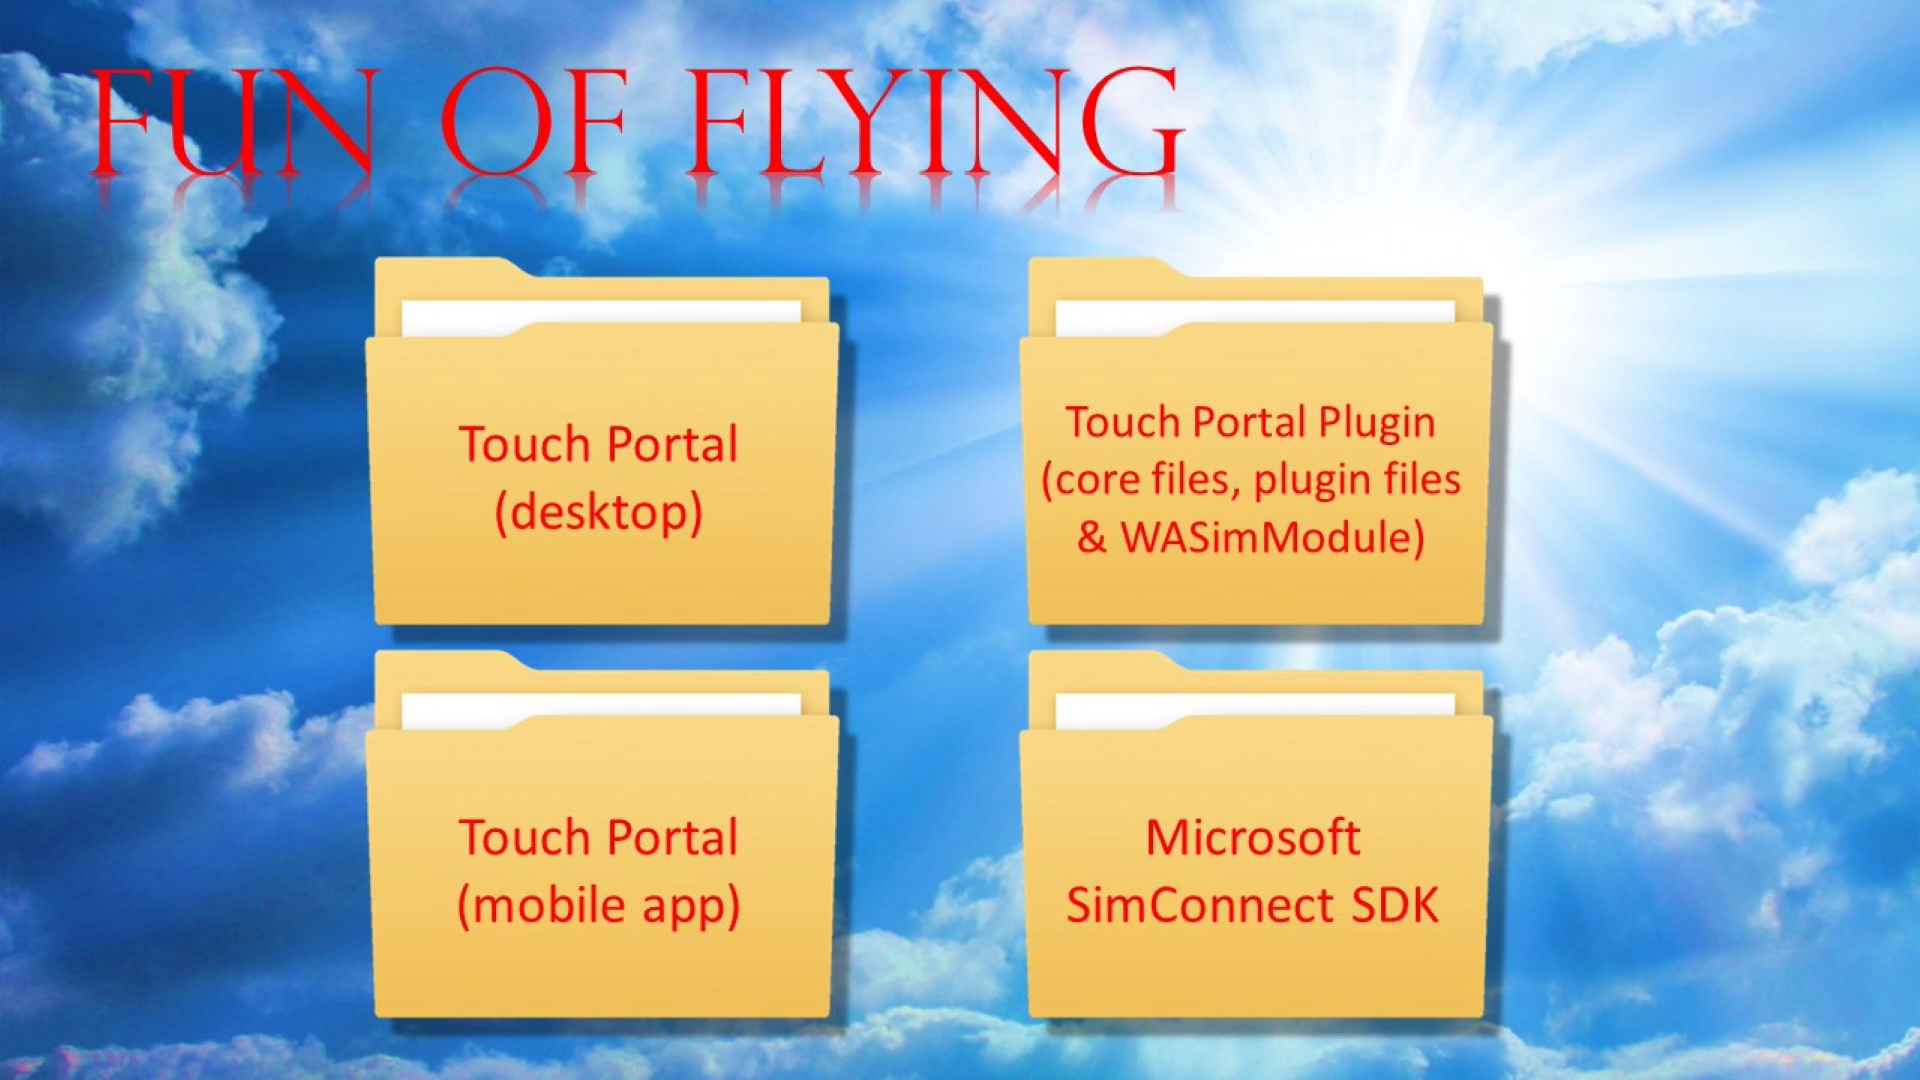 FUN OF FLYING
Touch Portal
(desktop)
Touch Portal Plugin
(core files, plugin files
& WASimModule)
Touch Portal
(mobile app)
Microsoft
SimConnect SDK